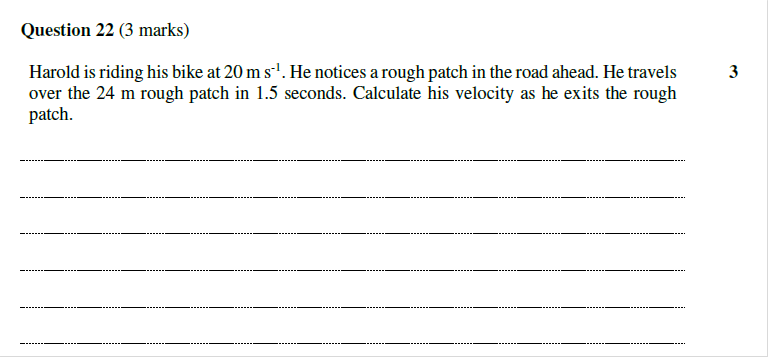 Question 22 (3 marks)
Harold is riding his bike at 20 m s⁻¹. He notices a rough patch in the road ahead. He travels 3
over the 24 m rough patch in 1.5 seconds. Calculate his velocity as he exits the rough
patch.